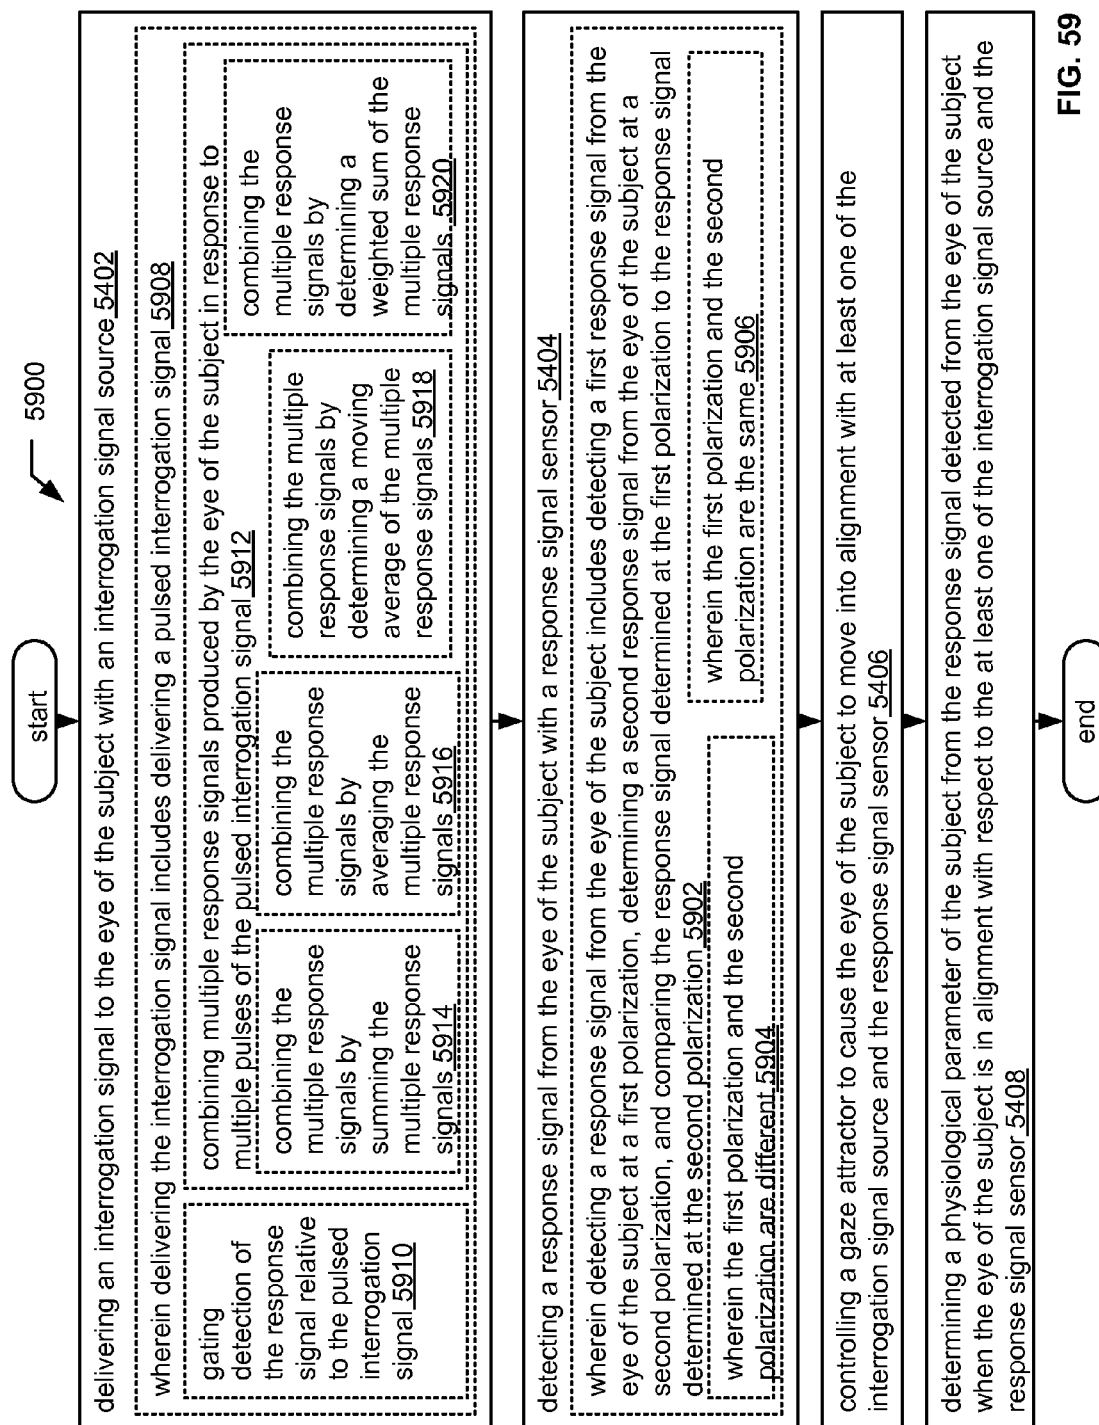 5900
start
delivering an interrogation signal to the eye of the subject with an interrogation signal source 5402
wherein delivering the interrogation signal includes delivering a pulsed interrogation signal 5908
gating
detection of
the response
signal relative
to the pulsed
interrogation
signal 5910
combining multiple response signals produced by the eye of the subject in response to
multiple pulses of the pulsed interrogation signal 5912
combining the
multiple response
signals by
summing the
multiple response
signals 5914
combining the
multiple response
signals by
averaging the
multiple response
signals 5916
combining the multiple
response signals by
determining a moving
average of the multiple
response signals 5918
combining the
multiple response
signals by
determining a
weighted sum of the
multiple response
signals 5920
detecting a response signal from the eye of the subject with a response signal sensor 5404
wherein detecting a response signal from the eye of the subject includes detecting a first response signal from the
eye of the subject at a first polarization, determining a second response signal from the eye of the subject at a
second polarization, and comparing the response signal determined at the first polarization to the response signal
determined at the second polarization 5902
wherein the first polarization and the second
polarization are different 5904
wherein the first polarization and the second
polarization are the same 5906
controlling a gaze attractor to cause the eye of the subject to move into alignment with at least one of the
interrogation signal source and the response signal sensor 5406
determining a physiological parameter of the subject from the response signal detected from the eye of the subject
when the eye of the subject is in alignment with respect to the at least one of the interrogation signal source and the
response signal sensor 5408
end
FIG. 59